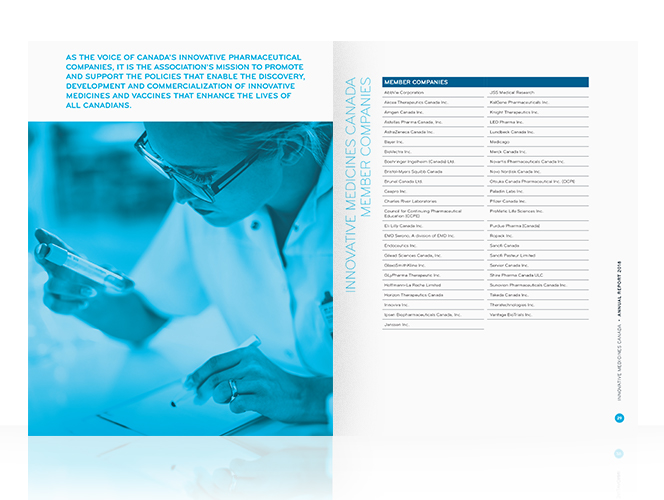 AS THE VOICE OF CANADA'S INNOVATIVE PHARMACEUTICAL
COMPANIES, IT IS THE ASSOCIATION'S MISSION TO PROMOTE
AND SUPPORT THE POLICIES THAT ENABLE THE DISCOVERY,
DEVELOPMENT AND COMMERCIALIZATION OF INNOVATIVE
MEDICINES AND VACCINES THAT ENHANCE THE LIVES OF
ALL CANADIANS.
INNOVATIVE MEDICINES CANADA
MEMBER COMPANIES
MEMBER COMPANIES
AbbVie Corporation
Akcea Therapeutics Canada Inc.
Amgen Canada Inc.
Astellas Pharma Canada, Inc.
AstraZeneca Canada Inc.
Bayer Inc.
BioMectra Inc.
Boehringer Ingelheim (Canada) Ltd.
Bristol-Myers Squibb Canada
Brunel Canada Ltd.
Caapro Inc.
Charles River Laboratories
Council for Continuing Pharmaceutical
Education (CCPE)
Eli Lilly Canada Inc.
EMD Serono, A division of EMD Inc.
Endoceutics Inc.
Gilead Sciences Canada, Inc.
GlaxoSmithKline Inc.
GLyPharma Therapeutic Inc.
Hoffmann-La Roche Limited
Horizon Therapeutics Canada
Innovive Inc.
Ipsen Biopharmaceuticals Canada, Inc.
Janssen Inc.
JSS Medical Research
KalGene Pharmaceuticals Inc.
Knight Therapeutics Inc.
LEO Pharma Inc.
Lundbeck Canada Inc.
Medicago
Merck Canada Inc.
Novartis Pharmaceuticals Canada Inc.
Novo Nordisk Canada Inc.
Otsuka Canada Pharmaceutical Inc. (OCPI)
Paladin Labs Inc.
Pfizer Canada Inc.
ProMetic Life Sciences Inc.
Purdue Pharma (Canada)
Ropack Inc.
Sanofi Canada
Sanofi Pasteur Limited
Servier Canada Inc.
Shire Pharma Canada ULC
Sunovion Pharmaceuticals Canada Inc.
Takeda Canada Inc.
Theratechnologies Inc.
Vantage BioTrials Inc.
INNOVATIVE MEDICINES CANADA • ANNUAL REPORT 2018
29